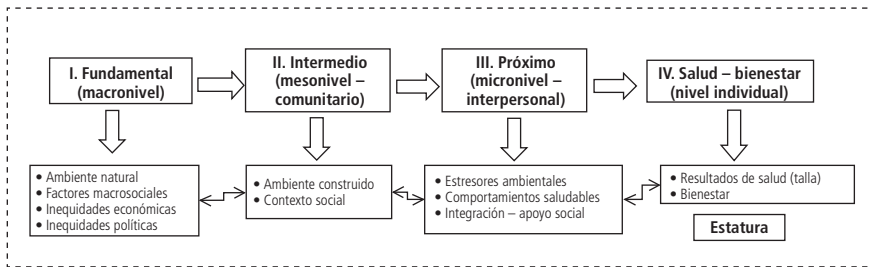 I. Fundamental
(macronivel)
II. Intermedio
(mesonivel –
comunitario)
III. Próximo
(micronivel –
interpersonal)
IV. Salud – bienestar
(nivel individual)
• Ambiente natural
• Factores macrosociales
• Inequidades económicas
• Inequidades políticas
• Ambiente construido
• Contexto social
• Estresores ambientales
• Comportamientos saludables
• Integración – apoyo social
• Resultados de salud (talla)
• Bienestar
Estatura